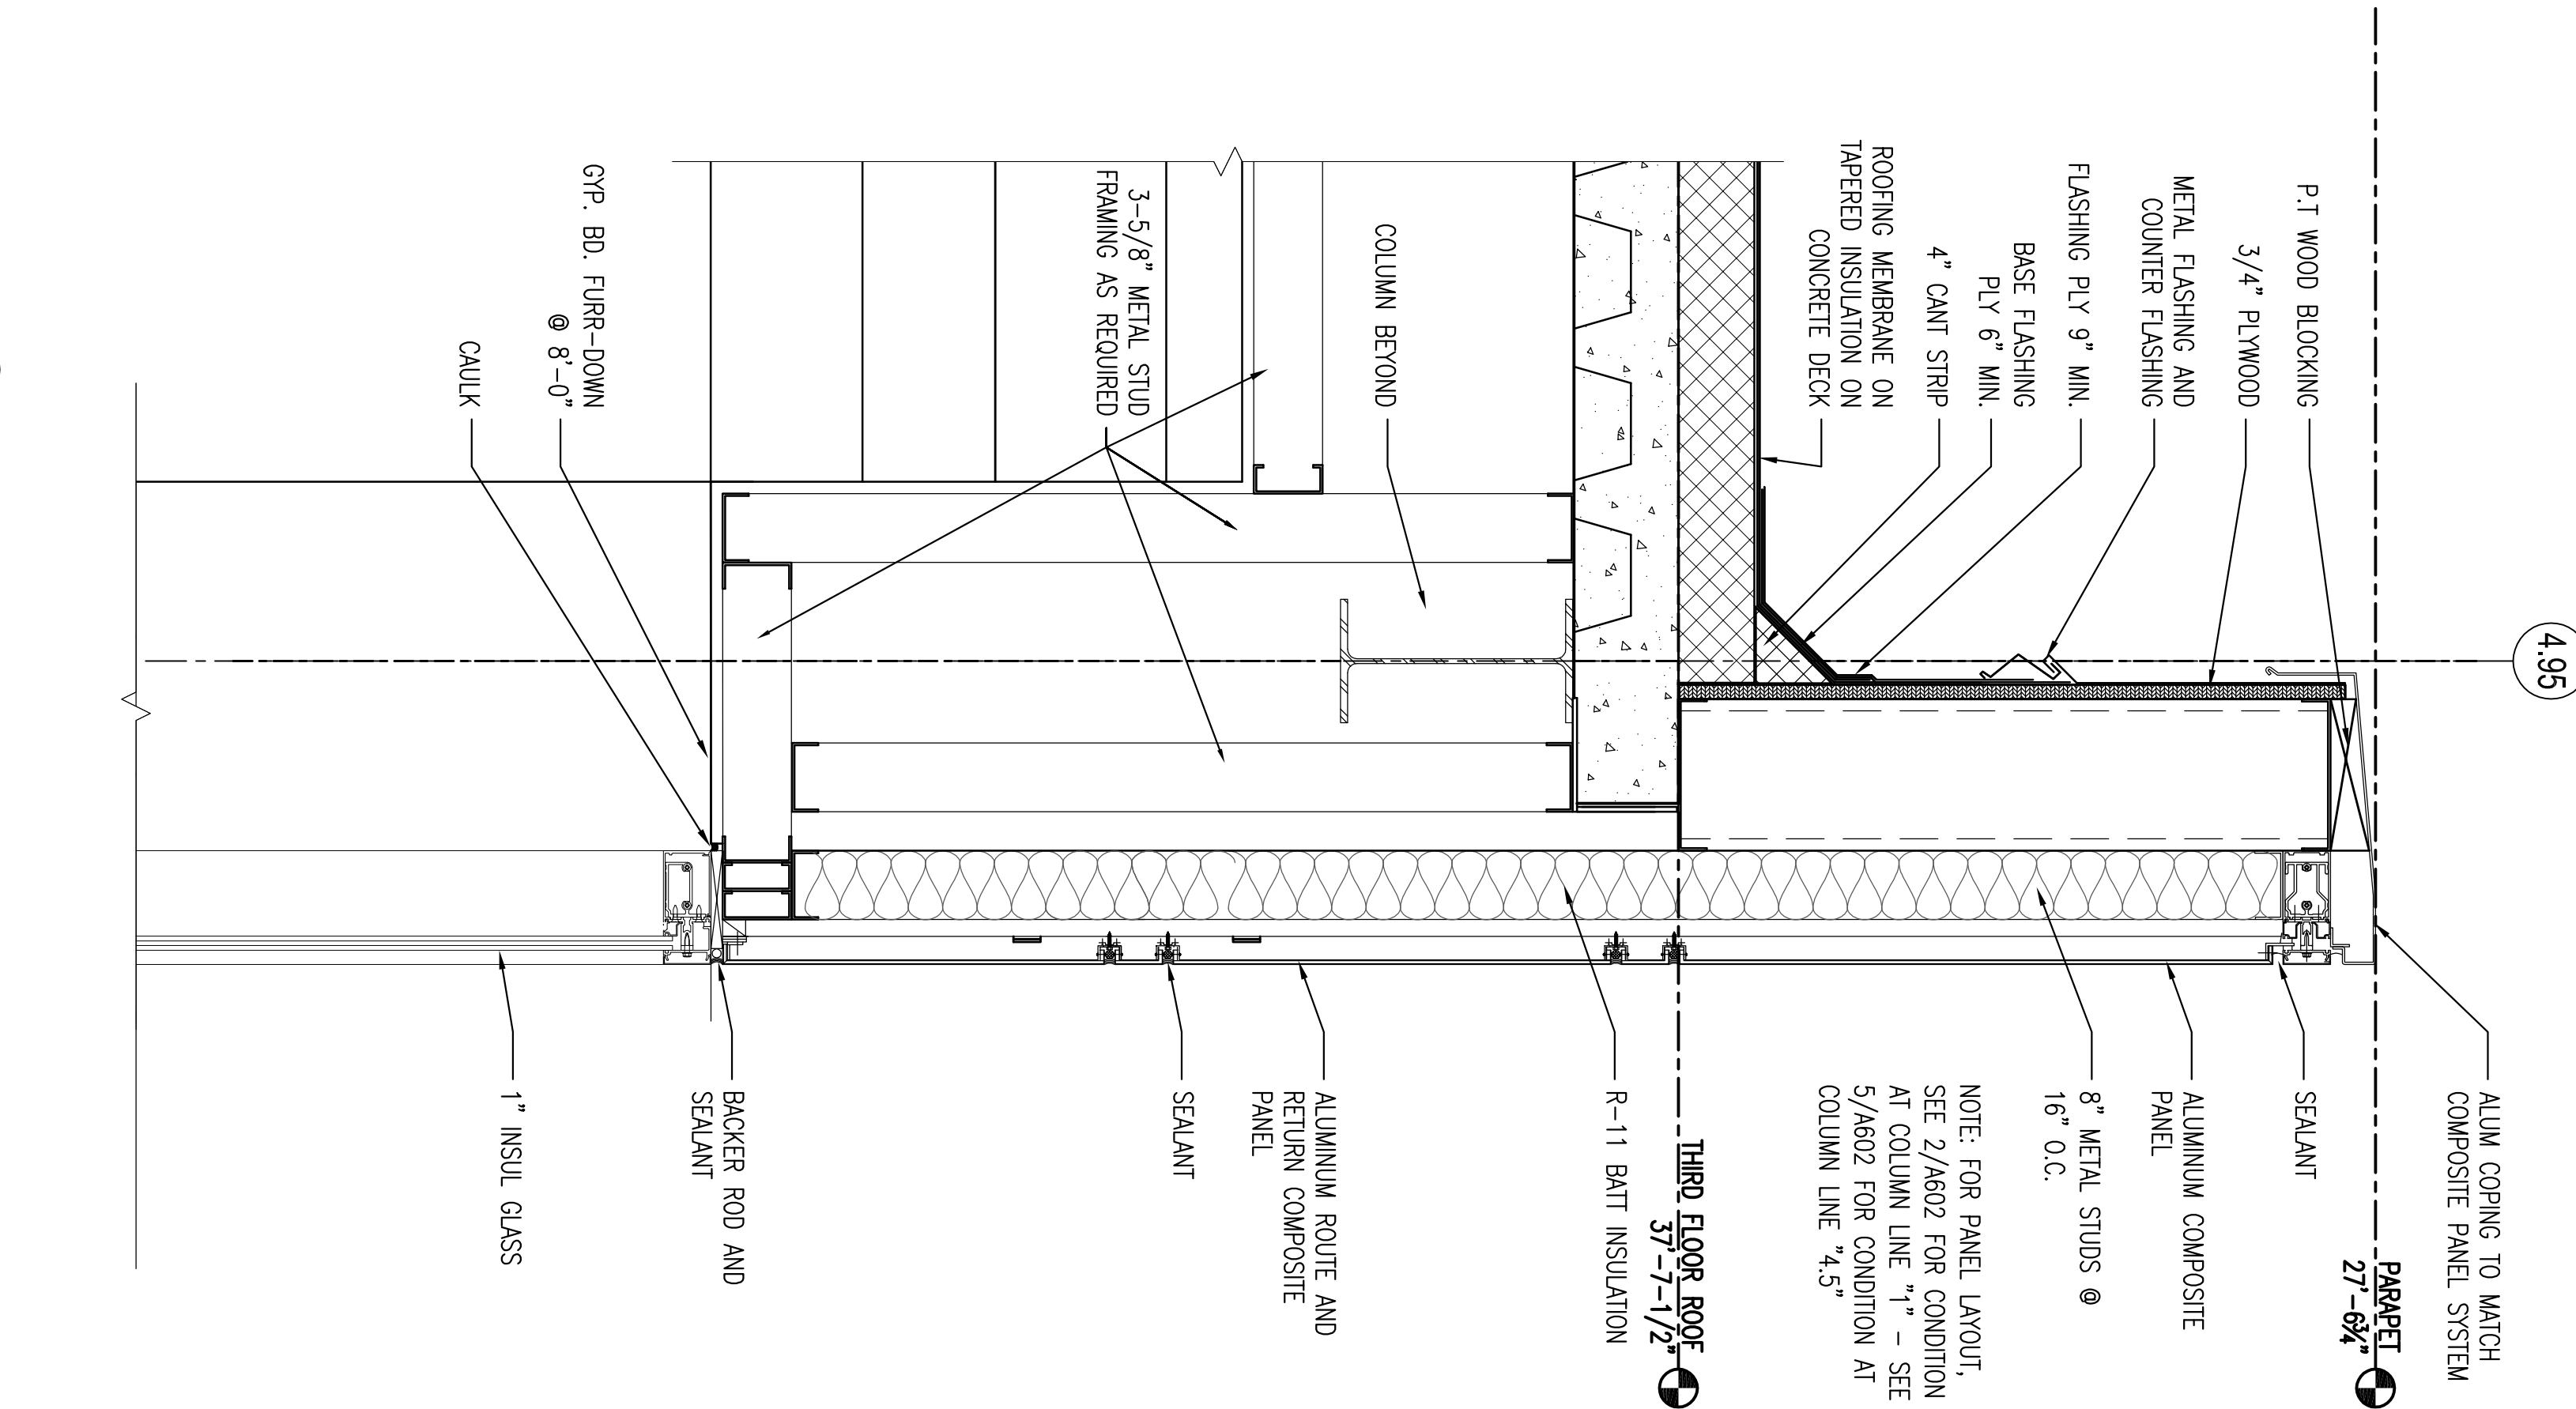 4.95
P.T WOOD BLOCKING
3/4" PLYWOOD
METAL FLASHING AND
COUNTER FLASHING
FLASHING PLY 9" MIN.
BASE FLASHING
PLY 6" MIN.
4" CANT STRIP
ROOFING MEMBRANE ON
TAPERED INSULATION ON
CONCRETE DECK
COLUMN BEYOND
3-5/8" METAL STUD
FRAMING AS REQUIRED
GYP. BD. FURR-DOWN
@ 8'-0"
CAULK
ALUM COPING TO MATCH
COMPOSITE PANEL SYSTEM
PARAPET
27'-6¾"
SEALANT
ALUMINUM COMPOSITE
PANEL
8" METAL STUDS @
16" O.C.
NOTE: FOR PANEL LAYOUT,
SEE 2/A602 FOR CONDITION
AT COLUMN LINE "1" - SEE
5/A602 FOR CONDITION AT
COLUMN LINE "4.5"
THIRD FLOOR ROOF
37'-7-1/2"
R-11 BATT INSULATION
ALUMINUM ROUTE AND
RETURN COMPOSITE
PANEL
SEALANT
BACKER ROD AND
SEALANT
1" INSUL GLASS